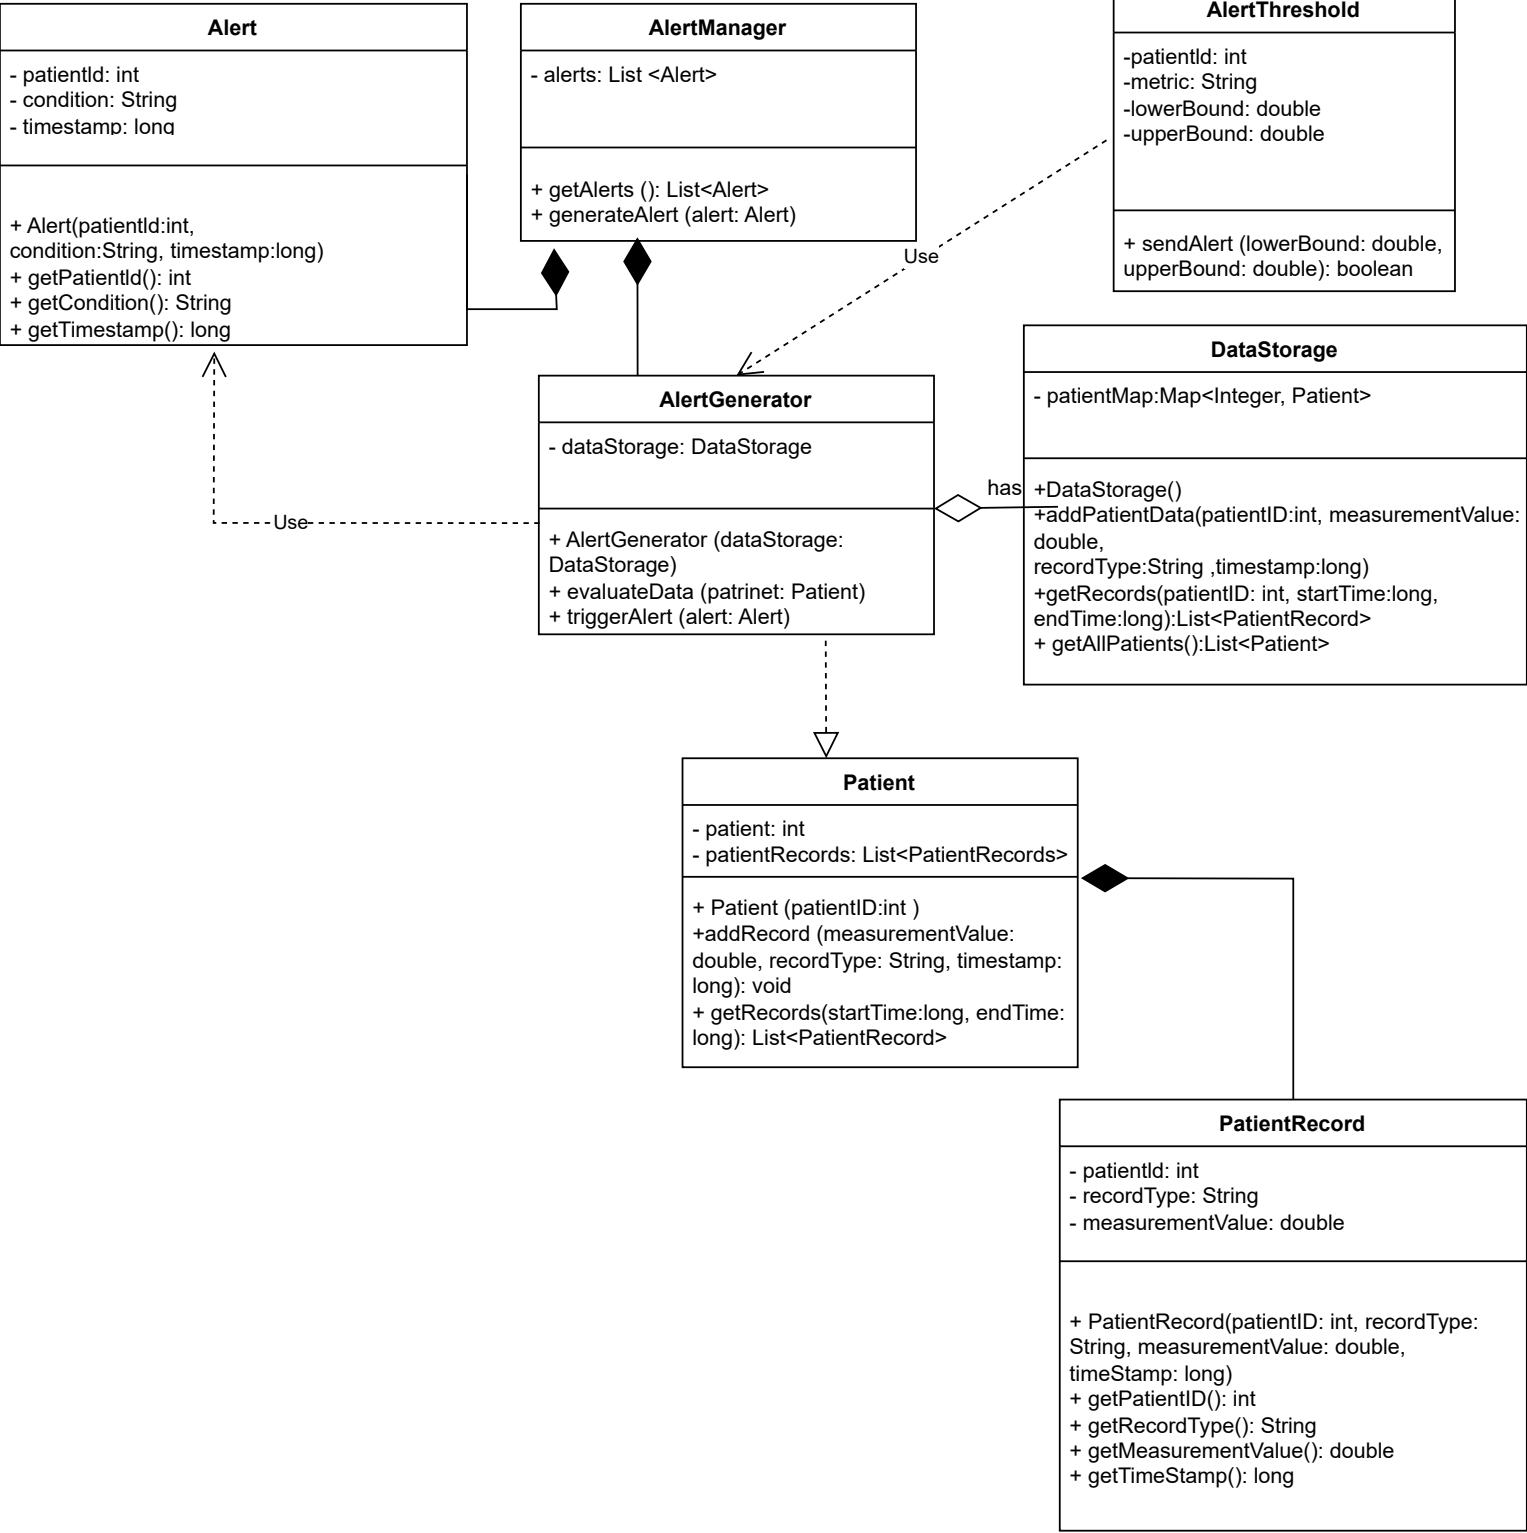 Alert
- patientId: int
- condition: String
- timestamp: long
+ Alert(patientId:int,
condition:String, timestamp:long)
+ getPatientId(): int
+ getCondition(): String
+ getTimestamp(): long
AlertManager
- alerts: List <Alert>
+ getAlerts (): List<Alert>
+ generateAlert (alert: Alert)
AlertThreshold
-patientId: int
-metric: String
-lowerBound: double
-upperBound: double
+ sendAlert (lowerBound: double,
upperBound: double): boolean
Use
DataStorage
- patientMap:Map<Integer, Patient>
+DataStorage()
+addPatientData(patientID:int, measurementValue:
double,
recordType:String ,timestamp:long)
+getRecords(patientID: int, startTime:long,
endTime:long):List<PatientRecord>
+ getAllPatients():List<Patient>
has
AlertGenerator
- dataStorage: DataStorage
+ AlertGenerator (dataStorage:
DataStorage)
+ evaluateData (patrinet: Patient)
+ triggerAlert (alert: Alert)
Use
Patient
- patient: int
- patientRecords: List<PatientRecords>
+ Patient (patientID:int )
+addRecord (measurementValue:
double, recordType: String, timestamp:
long): void
+ getRecords(startTime:long, endTime:
long): List<PatientRecord>
PatientRecord
- patientId: int
- recordType: String
- measurementValue: double
+ PatientRecord(patientID: int, recordType:
String, measurementValue: double,
timeStamp: long)
+ getPatientID(): int
+ getRecordType(): String
+ getMeasurementValue(): double
+ getTimeStamp(): long